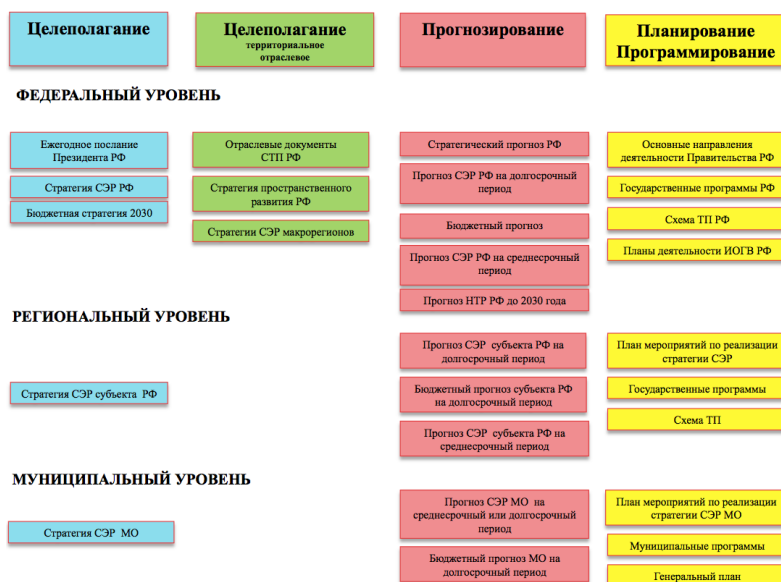 Целеполагание
Целеполагание
территориальное
отраслевое
Прогнозирование
Планирование
Программирование
ФЕДЕРАЛЬНЫЙ УРОВЕНЬ
Ежегодное послание
Президента РФ
Стратегия СЭР РФ
Бюджетная стратегия 2030
Отраслевые документы
СТП РФ
Стратегия пространственного
развития РФ
Стратегии СЭР макрорегионов
Стратегический прогноз РФ
Прогноз СЭР РФ на долгосрочный
период
Бюджетный прогноз
Прогноз СЭР РФ на среднесрочный
период
Прогноз НТР РФ до 2030 года
Основные направления
деятельности Правительства РФ
Государственные программы РФ
Схема ТП РФ
Планы деятельности ИОГВ РФ
РЕГИОНАЛЬНЫЙ УРОВЕНЬ
Стратегия СЭР субъекта РФ
Прогноз СЭР субъекта РФ на
долгосрочный период
Бюджетный прогноз субъекта РФ
на долгосрочный период
Прогноз СЭР субъекта РФ на
среднесрочный период
План мероприятий по реализации
стратегии СЭР
Государственные программы
Схема ТП
МУНИЦИПАЛЬНЫЙ УРОВЕНЬ
Стратегия СЭР МО
Прогноз СЭР МО на
среднесрочный или долгосрочный
период
Бюджетный прогноз МО на
долгосрочный период
План мероприятий по реализации
стратегии СЭР МО
Муниципальные программы
Генеральный план